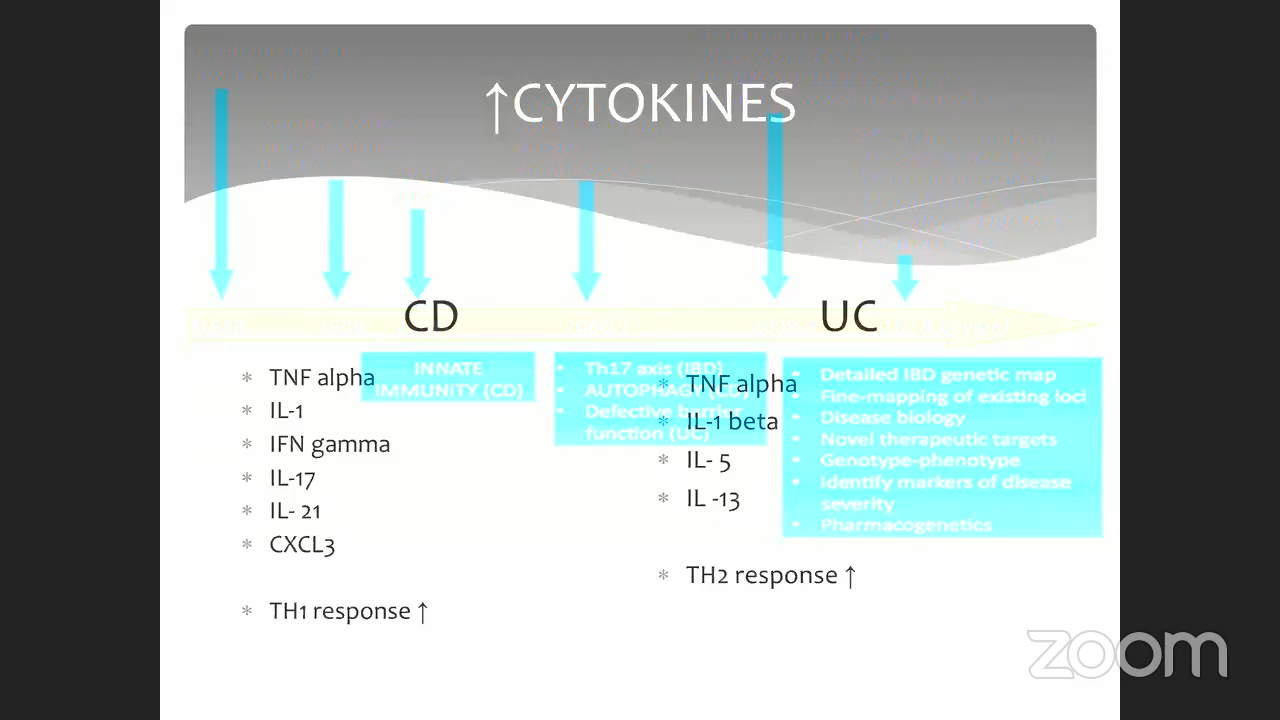 ↑CYTOKINES
CD
UC
* TNF alpha
* IL-1
* IFN gamma
* IL-17
* IL- 21
* CXCL3
* TH1 response ↑
INNATE
IMMUNITY (CD)
• Th17 axis (IBD)
• AUTOPHAGY (CD)
• Defective barrier
function (UC)
* TNF alpha
* IL-1 beta
* IL- 5
* IL -13
* TH2 response ↑
• Detailed IBD genetic map
• Fine-mapping of existing loci
• Disease biology
• Novel therapeutic targets
• Genotype-phenotype
• Identify markers of disease
severity
• Pharmacogenetics
zoom